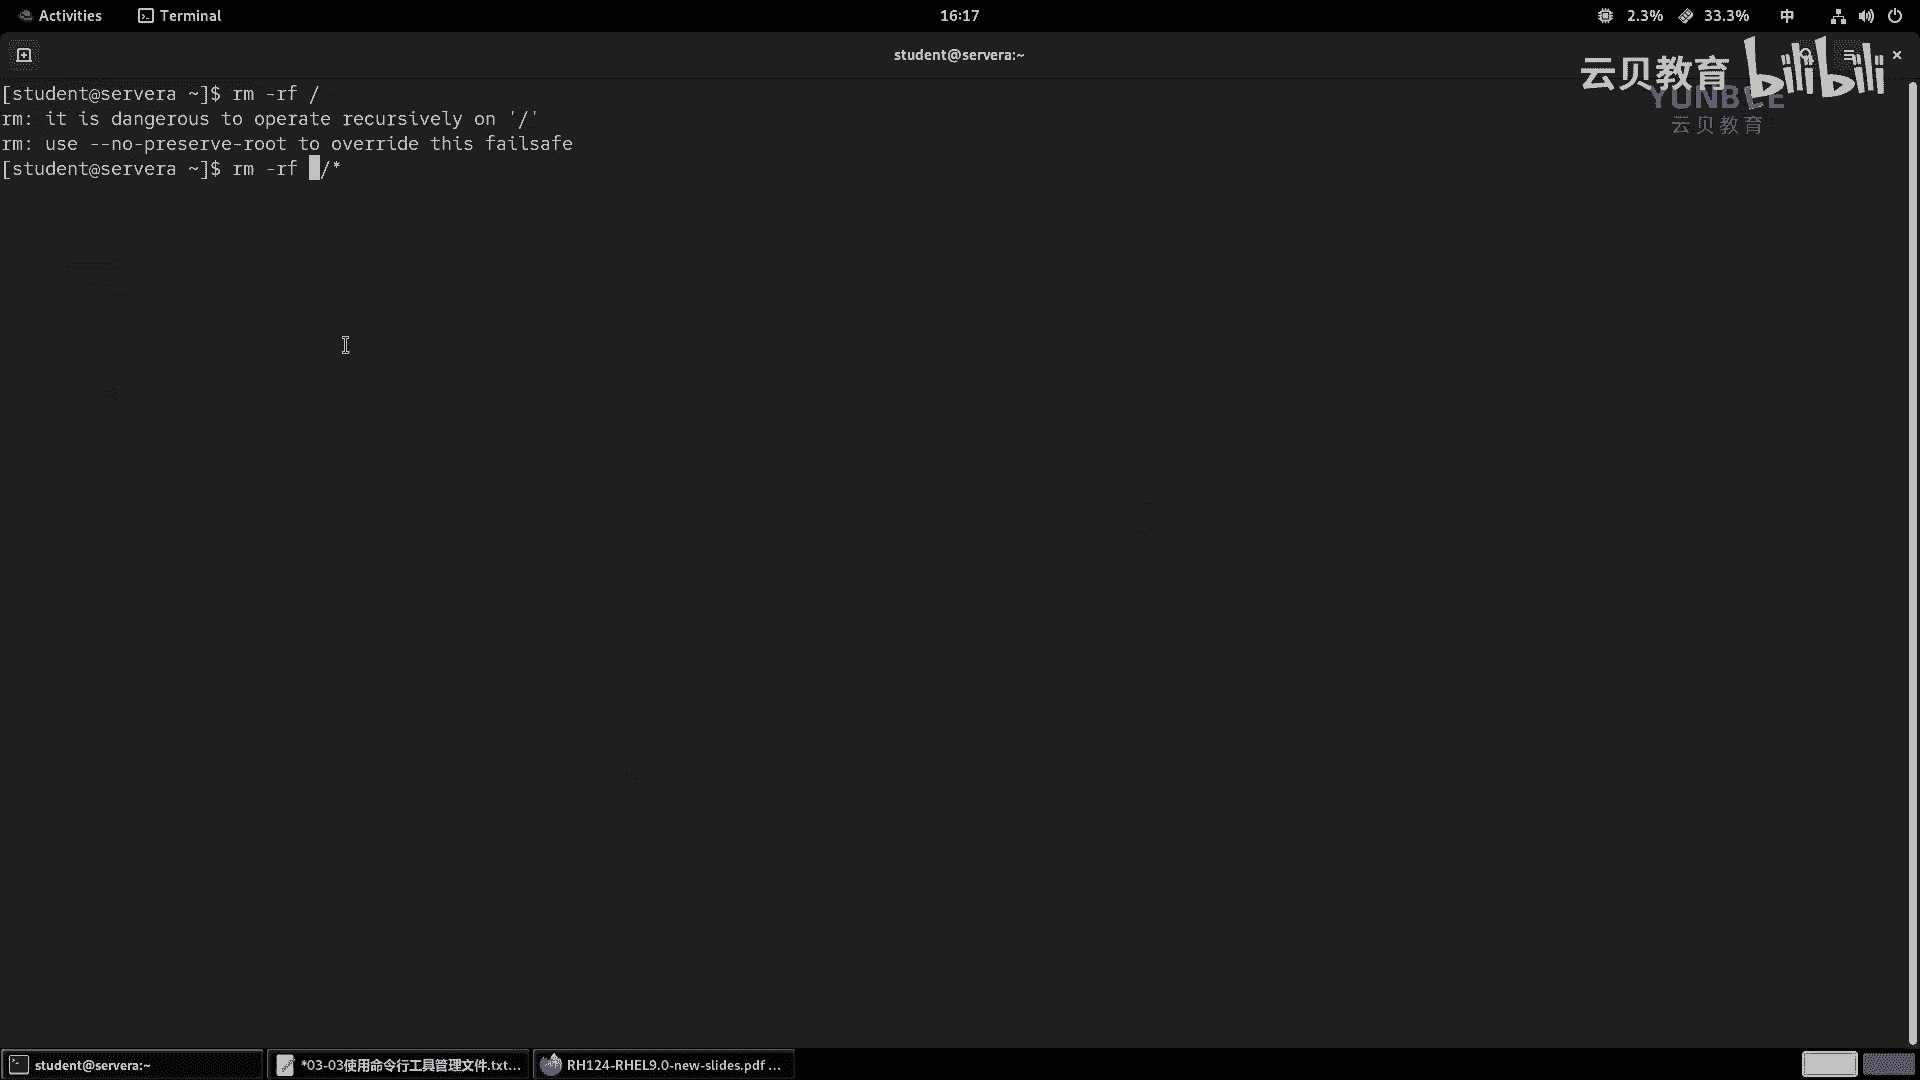 Activities Terminal 16:17 2.3% 33.3% 中
student@servera:~
云贝教育 bilibili
YUNBEE
云贝教育
[student@servera ~]$ rm -rf /
rm: it is dangerous to operate recursively on '/'
rm: use --no-preserve-root to override this failsafe
[student@servera ~]$ rm -rf /*
student@servera:~ *03-03使用命令行工具管理文件.txt... RH124-RHEL9.0-new-slides.pdf ...